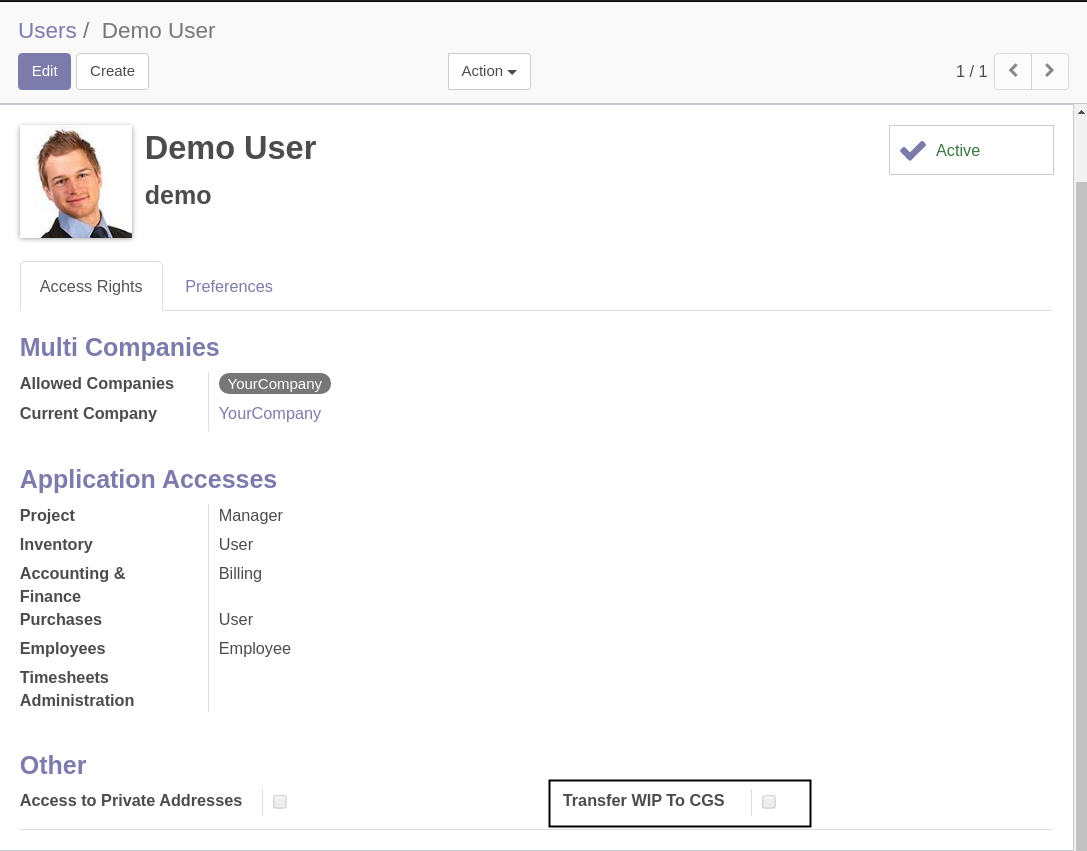 Users / Demo User
Edit Create Action 1 / 1
Demo User
Active
demo
Access Rights Preferences
Multi Companies
Allowed Companies YourCompany
Current Company YourCompany
Application Accesses
Project Manager
Inventory User
Accounting & Billing
Finance
Purchases User
Employees Employee
Timesheets
Administration
Other
Access to Private Addresses Transfer WIP To CGS